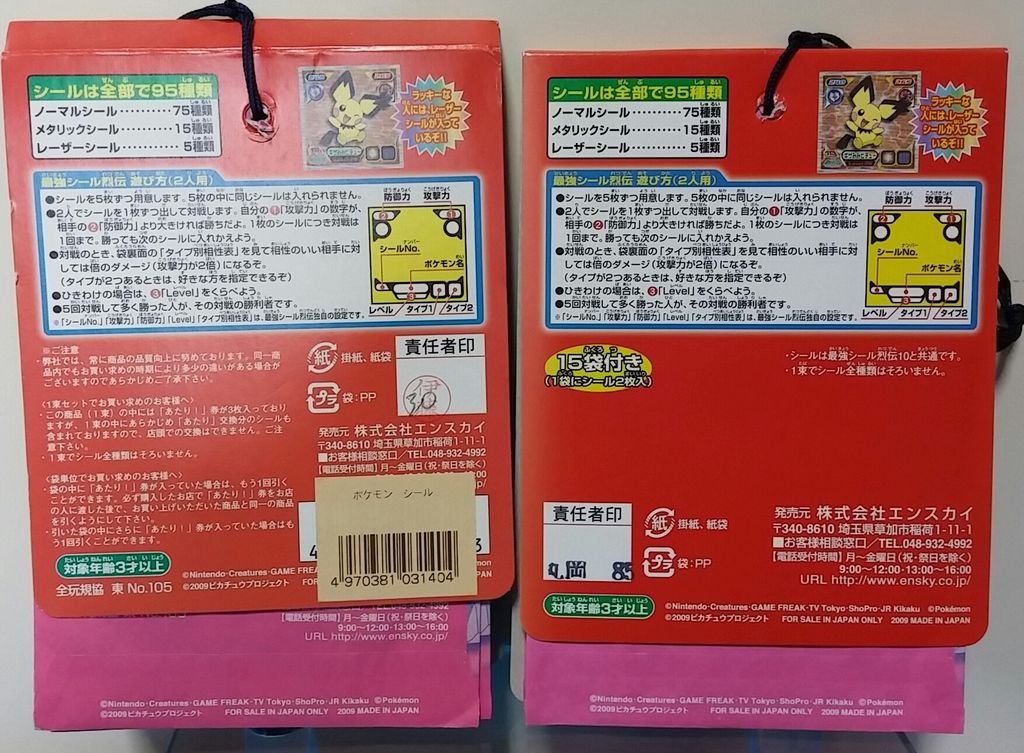 シールは全部で95種類
ノーマルシール…………75種類
メタリックシール…………15種類
レーザーシール……………5種類
ラッキーな
人には、レーザー
シールが入って
いるぞ!!
最強シール烈伝 遊び方(2人用)
●シールを5枚ずつ用意します。5枚の中に同じシールは入れられません。
●2人でシールを1枚ずつ出して対戦します。自分の①「攻撃力」の数字が、
相手の②「防御力」より大きければ勝ちだよ。1枚のシールにつき対戦は
1回まで。勝っても次のシールに入れかえよう。
●対戦のとき、袋裏面の「タイプ別相性表」を見て相性のいい相手に対
しては倍のダメージ(攻撃力が2倍)になるぞ。
(タイプが2つあるときは、好きな方を指定できるぞ)
●ひきわけの場合は、③「Level」をくらべよう。
●5回対戦して多く勝った人が、その対戦の勝利者です。
※「シールNo.」「攻撃力」「防御力」「Level」「タイプ別相性表」は、最強シール烈伝独自の設定です。
防御力 攻撃力
シールNo.
ポケモン名
レベル タイプ1 タイプ2
※ご注意
・弊社では、常に商品の品質向上に努めております。同一商
品内でもお買い求めの時期により多少の違いがある場合が
ございますのであらかじめご了承下さい。
〈1束セットでお買い求めのお客様へ〉
・この商品(1束)の中には「あたり!」券が3枚入っており
ますが、1束の中にあらかじめ「あたり!」交換分のシールも
含まれておりますので、店頭での交換はできません。ご注
意下さい。
・1束でシール全種類はそろいません。
〈袋単位でお買い求めのお客様へ〉
・袋の中に「あたり!」券が入っていた場合は、もう1回引く
ことができます。必ず購入したお店で「あたり!」券をお店
の人に渡した後で、お買い上げいただいた商品と同一の商品
を引くようにして下さい。
・引いた袋の中にさらに「あたり!」券が入っていた場合はも
う1回引くことができます。
対象年齢3才以上
全玩規協 東 No.105
紙 掛紙、紙袋
プラ 袋:PP
責任者印
伊
30
発売元 株式会社エンスカイ
〒340-8610 埼玉県草加市稲荷1-11-1
■お客様相談窓口/TEL.048-932-4992
【電話受付時間】月〜金曜日(祝・祭日を除く)
ポケモン シール
4 970381 031404
©Nintendo・Creatures・GAME FREAK
©2009ピカチュウプロジェクト FOR S
【電話受付時間】月〜金曜日(祝・祭日を除く)
9:00〜12:00・13:00〜16:00
URL http://www.ensky.co.jp/
©Nintendo・Creatures・GAME FREAK・TV Tokyo・ShoPro・JR Kikaku ©Pokémon
©2009ピカチュウプロジェクト FOR SALE IN JAPAN ONLY 2009 MADE IN JAPAN
シールは全部で95種類
ノーマルシール…………75種類
メタリックシール…………15種類
レーザーシール……………5種類
ラッキーな
人には、レーザー
シールが入って
いるぞ!!
最強シール烈伝 遊び方(2人用)
●シールを5枚ずつ用意します。5枚の中に同じシールは入れられません。
●2人でシールを1枚ずつ出して対戦します。自分の①「攻撃力」の数字が、
相手の②「防御力」より大きければ勝ちだよ。1枚のシールにつき対戦は
1回まで。勝っても次のシールに入れかえよう。
●対戦のとき、袋裏面の「タイプ別相性表」を見て相性のいい相手に対
しては倍のダメージ(攻撃力が2倍)になるぞ。
(タイプが2つあるときは、好きな方を指定できるぞ)
●ひきわけの場合は、③「Level」をくらべよう。
●5回対戦して多く勝った人が、その対戦の勝利者です。
※「シールNo.」「攻撃力」「防御力」「Level」「タイプ別相性表」は、最強シール烈伝独自の設定です。
防御力 攻撃力
シールNo.
ポケモン名
レベル タイプ1 タイプ2
15袋付き
(1袋にシール2枚入)
・シールは最強シール烈伝10と共通です。
・1束でシール全種類はそろいません。
責任者印
岡 85
紙 掛紙、紙袋
プラ 袋:PP
発売元 株式会社エンスカイ
〒340-8610 埼玉県草加市稲荷1-11-1
■お客様相談窓口/TEL.048-932-4992
【電話受付時間】月〜金曜日(祝・祭日を除く)
9:00〜12:00・13:00〜16:00
URL http://www.ensky.co.jp/
対象年齢3才以上
©Nintendo・Creatures・GAME FREAK・TV Tokyo・ShoPro・JR Kikaku ©Pokémon
©2009ピカチュウプロジェクト FOR SALE IN JAPAN ONLY 2009 MADE IN JAPAN
©Nintendo・Creatures・GAME FREAK・TV Tokyo・ShoPro・JR Kikaku ©Pokémon
©2009ピカチュウプロジェクト FOR SALE IN JAPAN ONLY 2009 MADE IN JAPAN